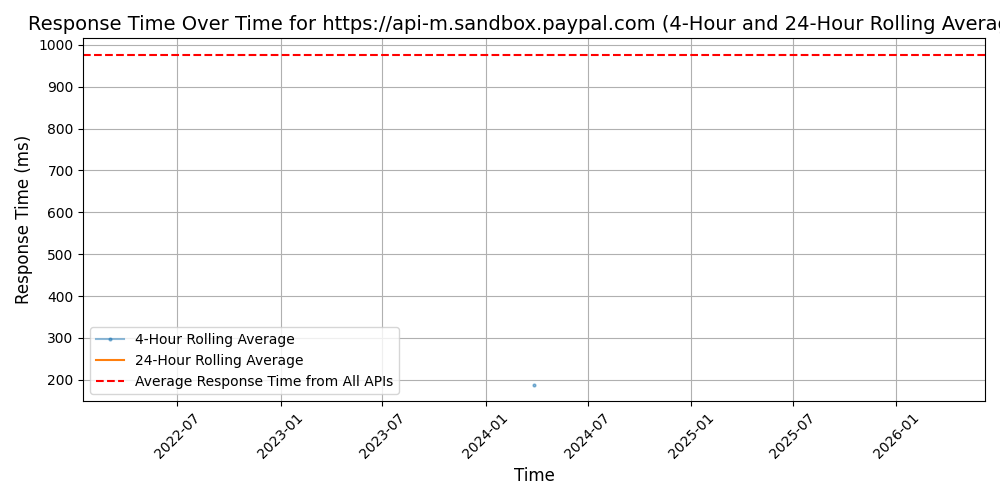 Response Time Over Time for https://api-m.sandbox.paypal.com (4-Hour and 24-Hour Rolling Avera
1000
900
800
700
600
500
400
300
200
Response Time (ms)
4-Hour Rolling Average
24-Hour Rolling Average
Average Response Time from All APIs
2022-07
2023-01
2023-07
2024-01
2024-07
2025-01
2025-07
2026-01
Time